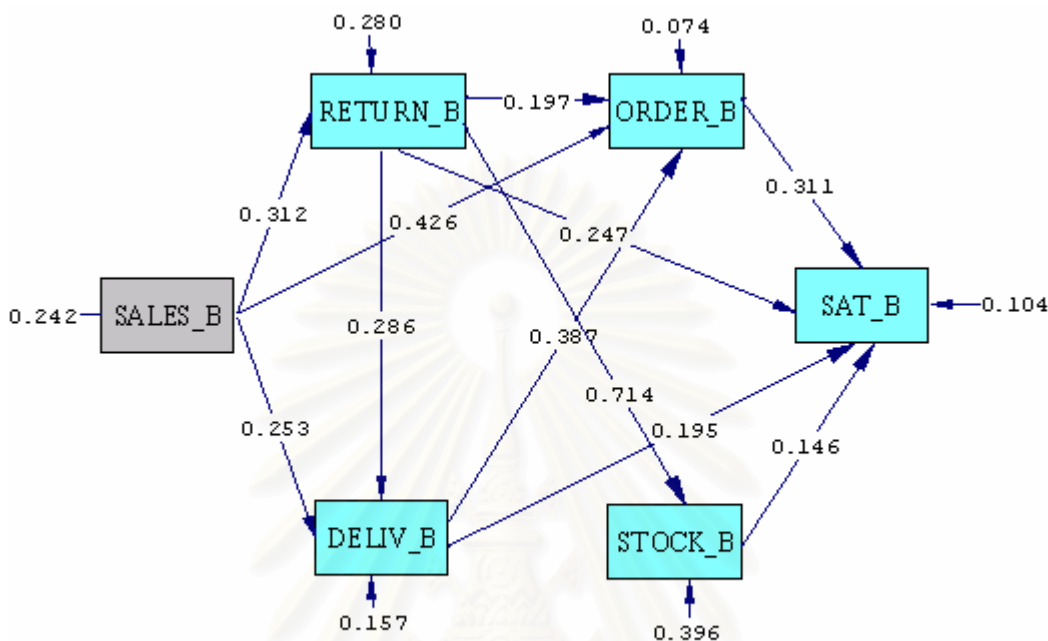 0.280
0.074
RETURN_B
0.197
ORDER_B
0.311
0.312
0.426
0.247
SALES_B
0.242
SAT_B
0.104
0.286
0.387
0.714
0.253
0.195
0.146
DELIV_B
STOCK_B
0.157
0.396